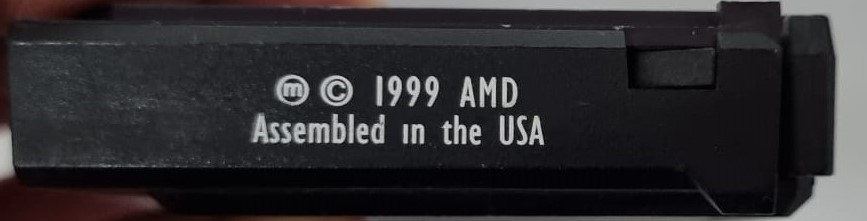 ⓜ © 1999 AMD
Assembled in the USA